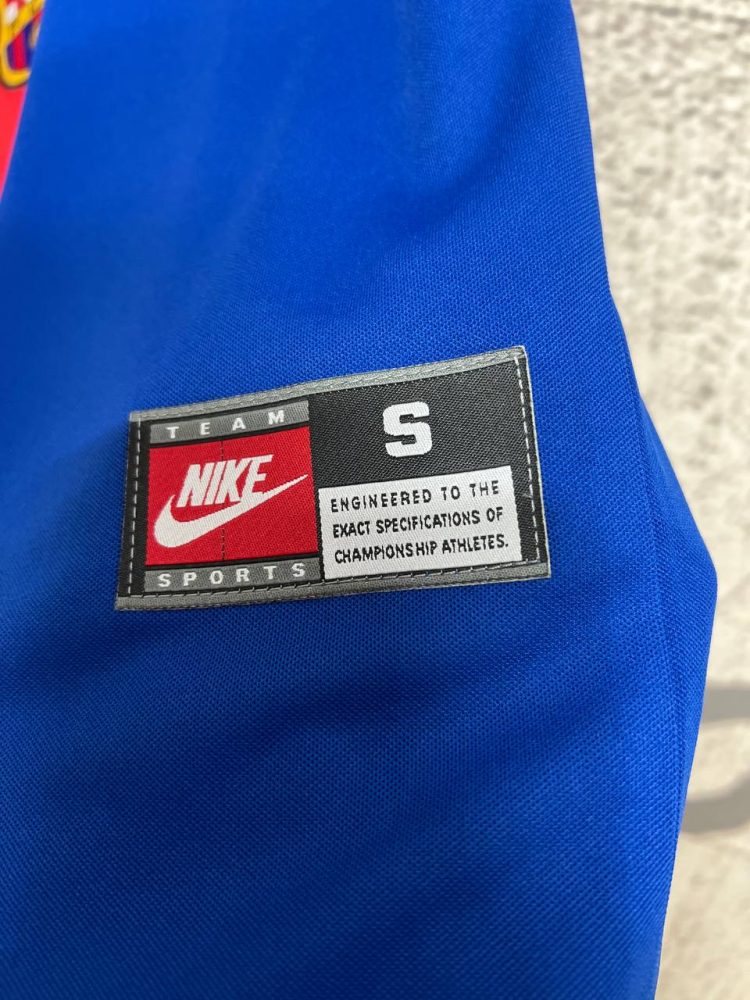 TEAM
NIKE
SPORTS
S
ENGINEERED TO THE
EXACT SPECIFICATIONS OF
CHAMPIONSHIP ATHLETES.